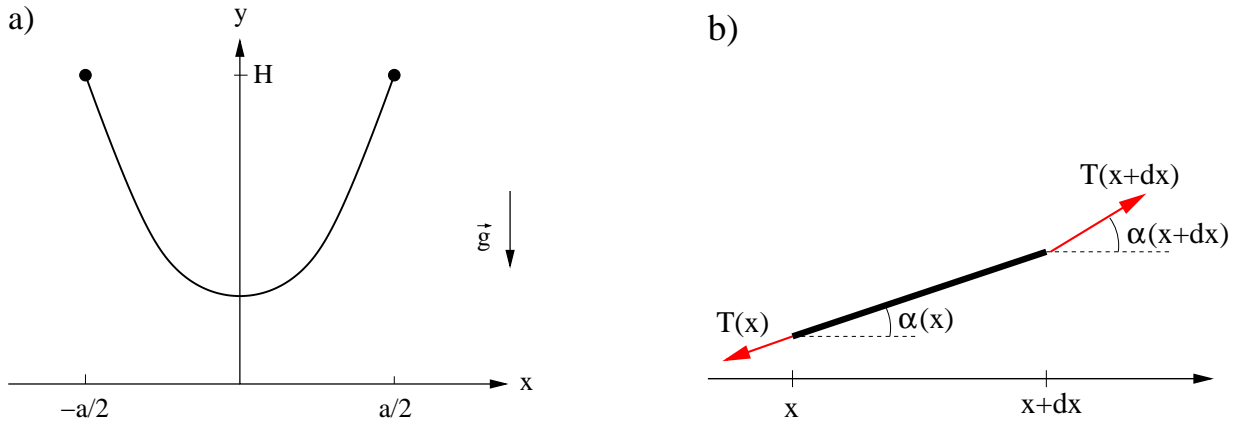 a)
y
H
g⃗
x
−a/2
a/2
b)
T(x+dx)
α(x+dx)
T(x)
α(x)
x
x+dx